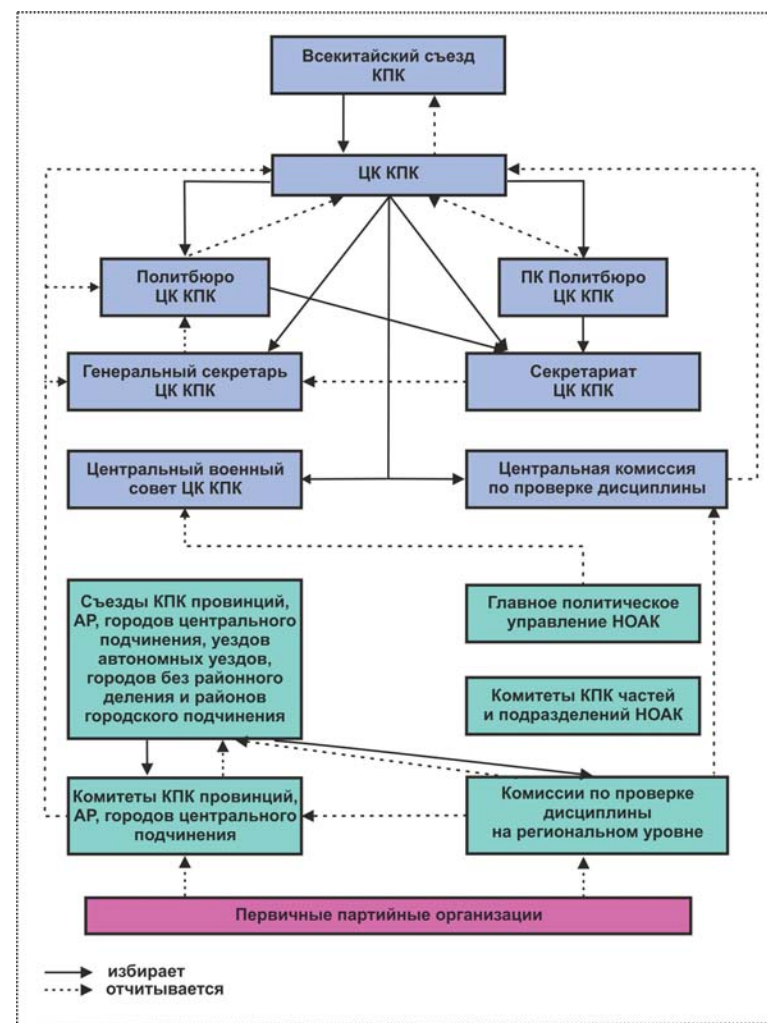 Всекитайский съезд
КПК
ЦК КПК
Политбюро
ЦК КПК
ПК Политбюро
ЦК КПК
Генеральный секретарь
ЦК КПК
Секретариат
ЦК КПК
Центральный военный
совет ЦК КПК
Центральная комиссия
по проверке дисциплины
Съезды КПК провинций,
АР, городов центрального
подчинения, уездов
автономных уездов,
городов без районного
деления и районов
городского подчинения
Главное политическое
управление НОАК
Комитеты КПК частей
и подразделений НОАК
Комитеты КПК провинций,
АР, городов центрального
подчинения
Комиссии по проверке
дисциплины
на региональном уровне
Первичные партийные организации
избирает
отчитывается